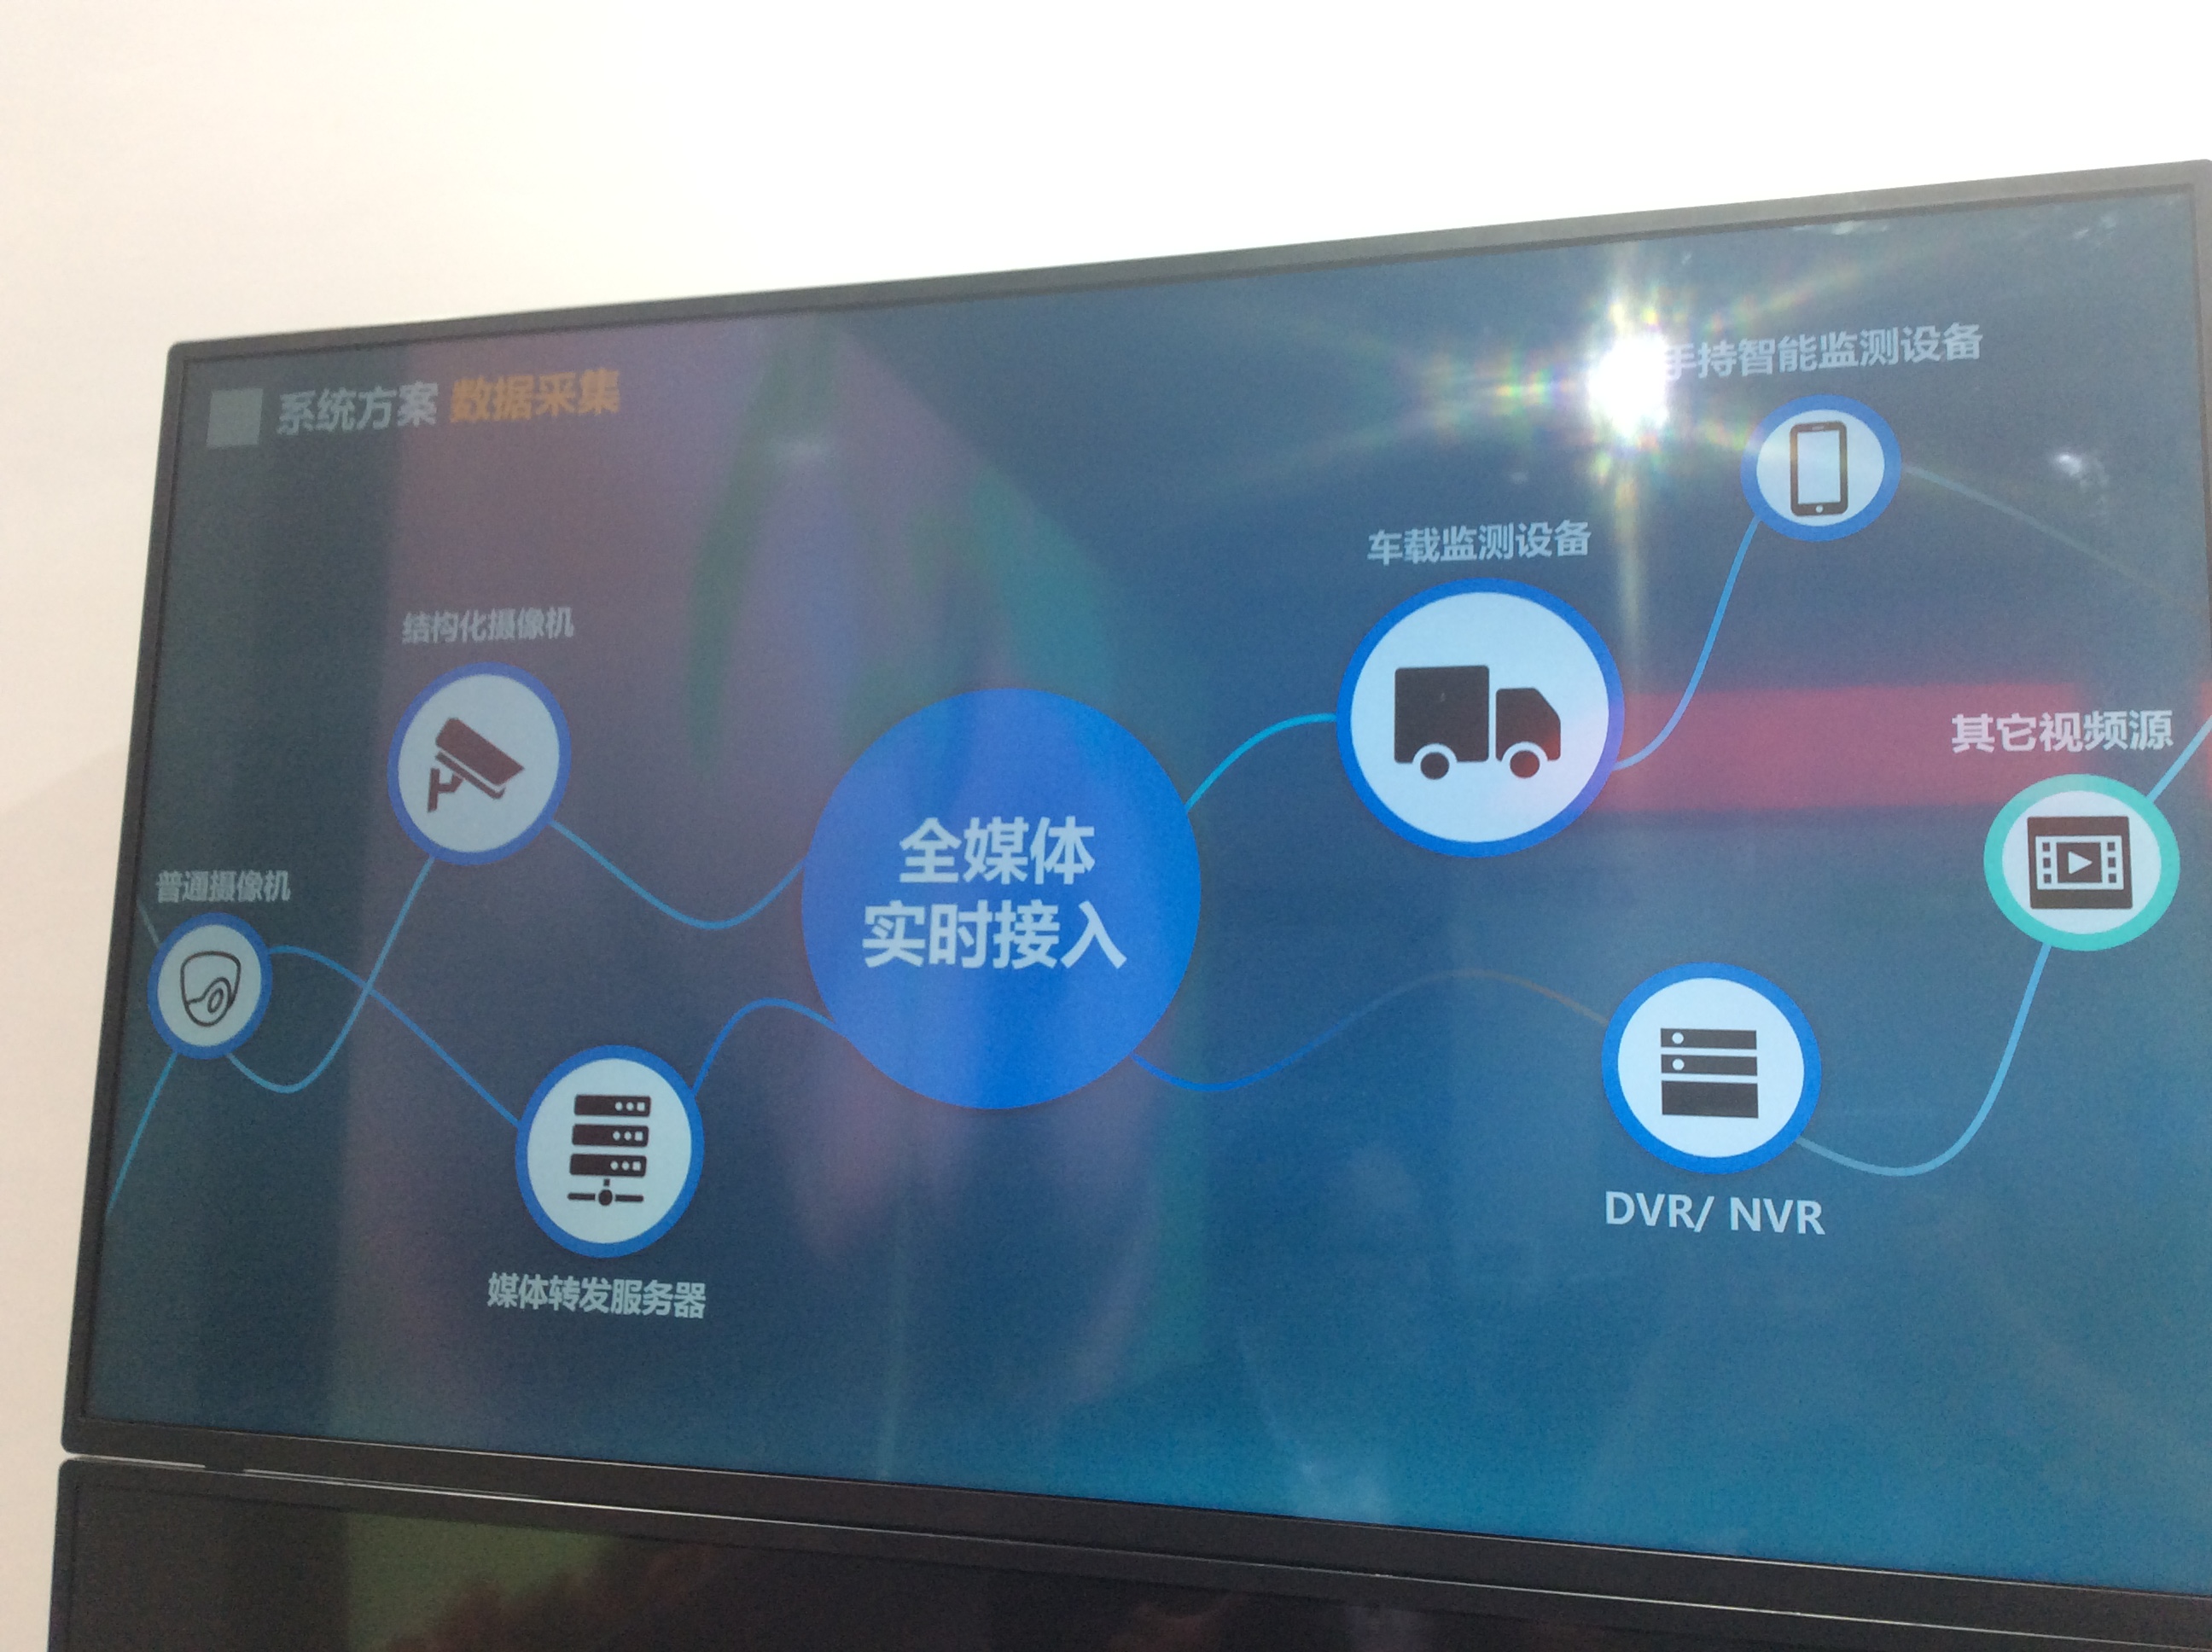 系统方案 数据采集
手持智能监测设备
车载监测设备
结构化摄像机
其它视频源
普通摄像机
全媒体
实时接入
DVR/ NVR
媒体转发服务器